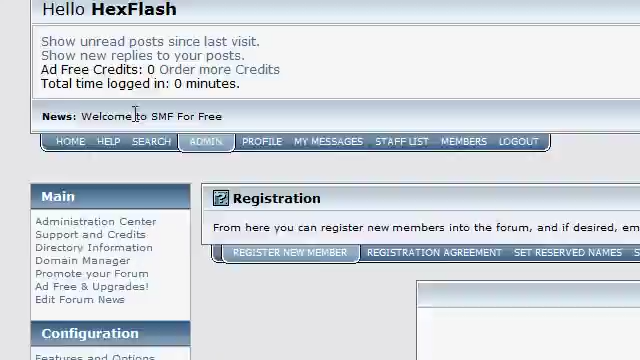 Hello HexFlash
Show unread posts since last visit.
Show new replies to your posts.
Ad Free Credits: 0 Order more Credits
Total time logged in: 0 minutes.
News: Welcome to SMF For Free
HOME HELP SEARCH ADMIN PROFILE MY MESSAGES STAFF LIST MEMBERS LOGOUT
Main
Administration Center
Support and Credits
Directory Information
Domain Manager
Promote your Forum
Ad Free & Upgrades!
Edit Forum News
Configuration
Features and Options
Registration
From here you can register new members into the forum, and if desired, em
REGISTER NEW MEMBER REGISTRATION AGREEMENT SET RESERVED NAMES S